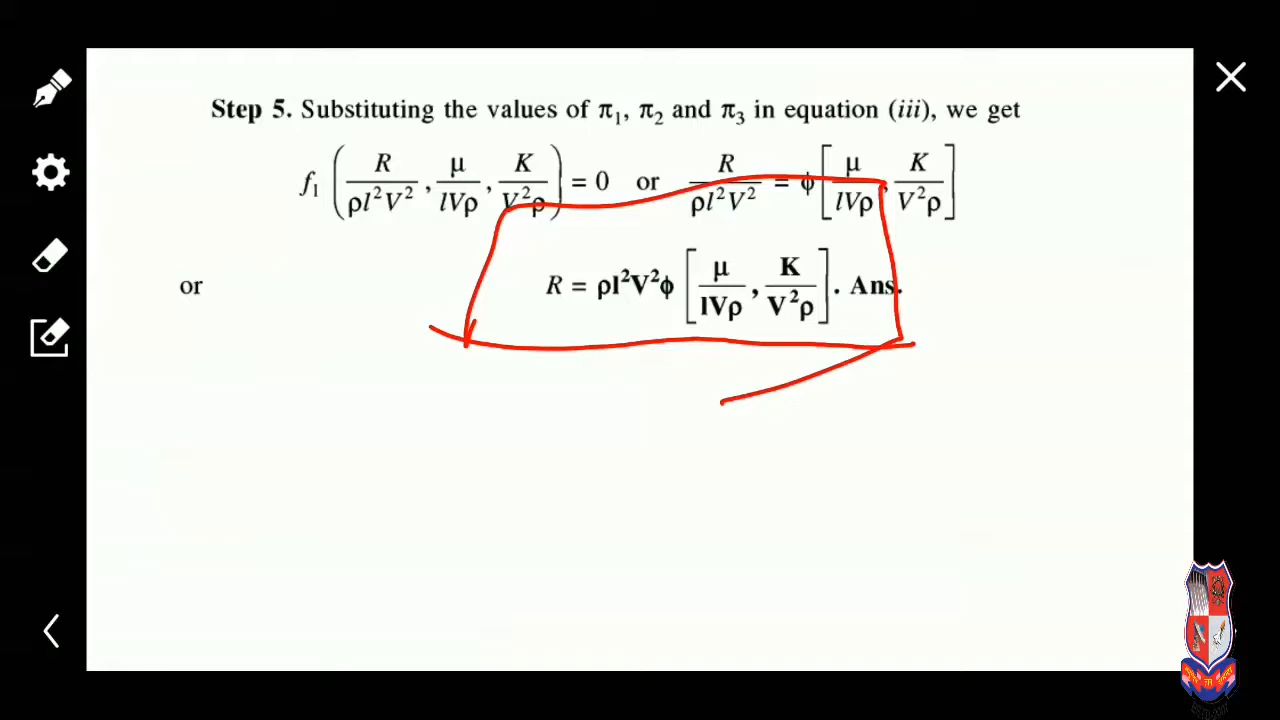 Step 5. Substituting the values of π₁, π₂ and π₃ in equation (iii), we get
f₁ (R/ρl²V², μ/lVρ, K/V²ρ) = 0 or R/ρl²V² = ϕ [μ/lVρ, K/V²ρ]
or R = ρl²V²ϕ [μ/lVρ, K/V²ρ]. Ans.